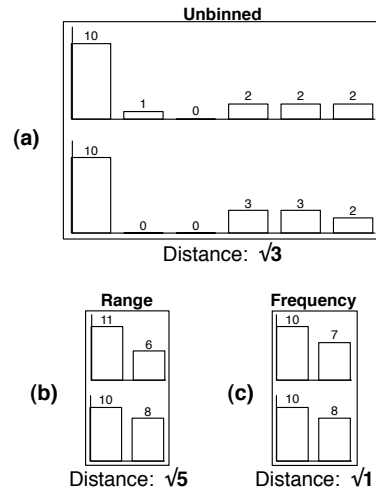 Unbinned
10
1
0
2
2
2
(a)
10
0
0
3
3
2
Distance: √3
Range
Frequency
11
6
10
7
(b)
(c)
10
8
10
8
Distance: √5
Distance: √1